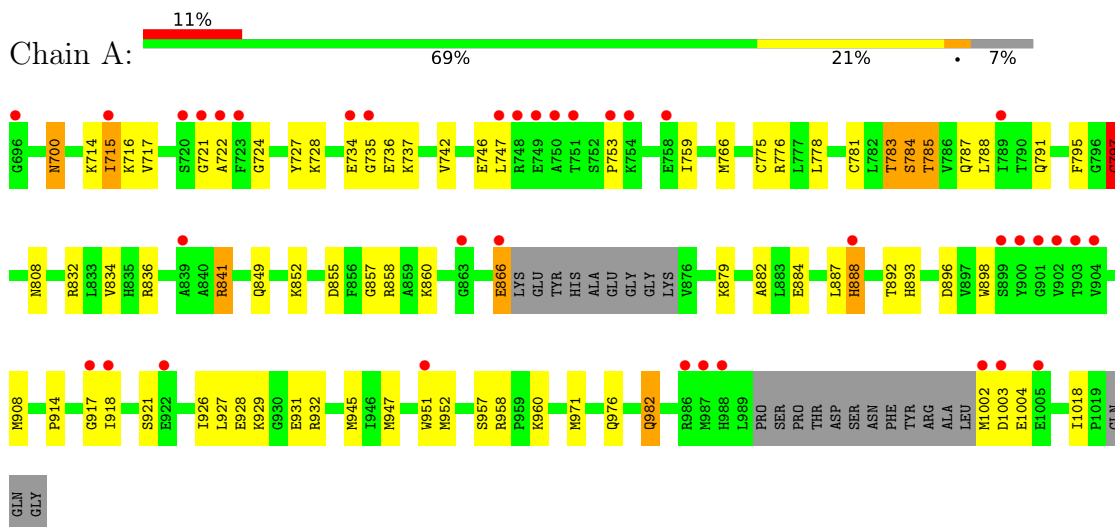 11%
Chain A:
69% 21% • 7%
G696 N700 K714 I715 K716 V717 S720 G721 A722 F723 G724 Y727 K728 E734 G735 E736 K737 V742 E746 L747 R748 E749 A750 T751 S752 P753 K754 E758 I759 M766 C775 R776 L777 L778 C781 L782 T783 S784 T785 V786 Q787 L788 I789 T790 Q791 F795 G796
N808 R832 L833 V834 H835 R836 A839 A840 R841 Q849 K852 D855 F856 G857 R858 A859 K860 G863 E866 LYS GLU TYR HIS ALA GLU GLY GLY LYS V876 K879 A882 L883 E884 L887 H888 T892 H893 D896 V897 W898 S899 Y900 G901 V902 T903 V904
M908 P914 G917 I918 S921 E922 I926 L927 E928 K929 G930 E931 R932 M945 I946 M947 W951 M952 S957 R958 P959 K960 M971 Q976 Q982 R986 M987 H988 L989 PRO SER PRO THR ASP SER ASN PHE TYR ARG ALA LEU M1002 D1003 E1004 E1005 I1018 P1019
GLN GLY